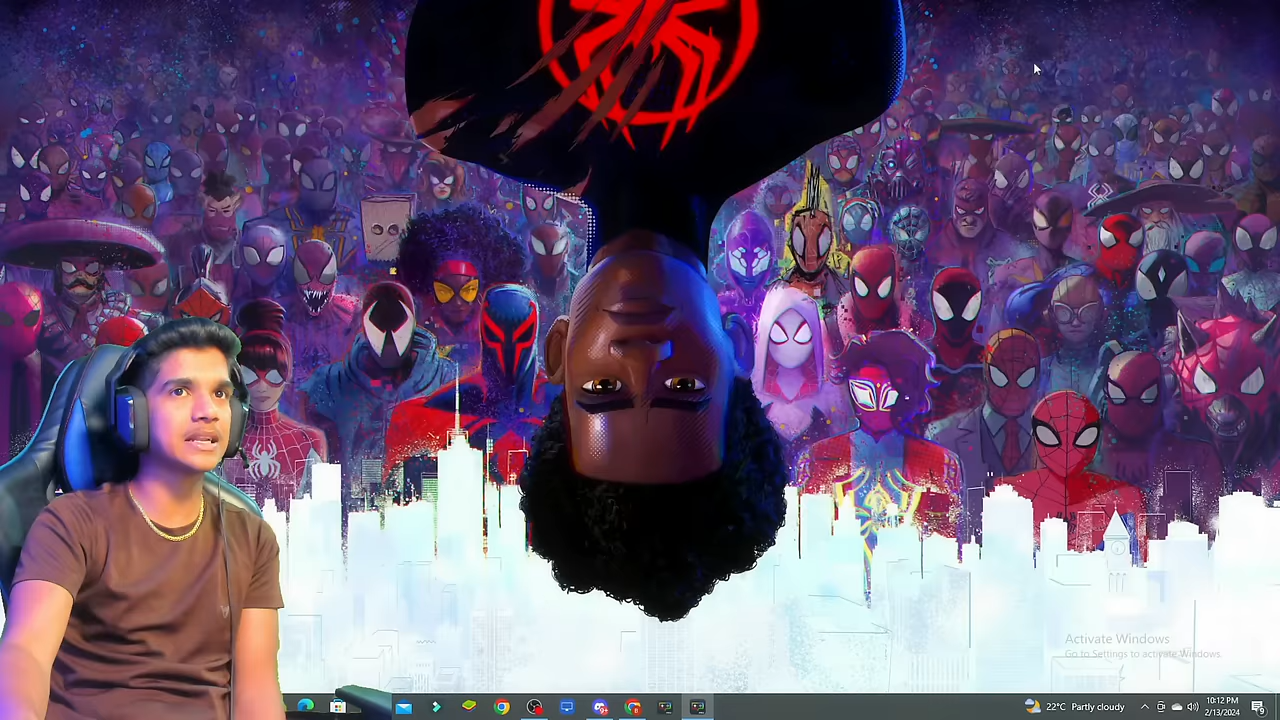 Activate Windows
Go to Settings to activate Windows.
22°C Partly cloudy
10:12 PM
2/13/2024